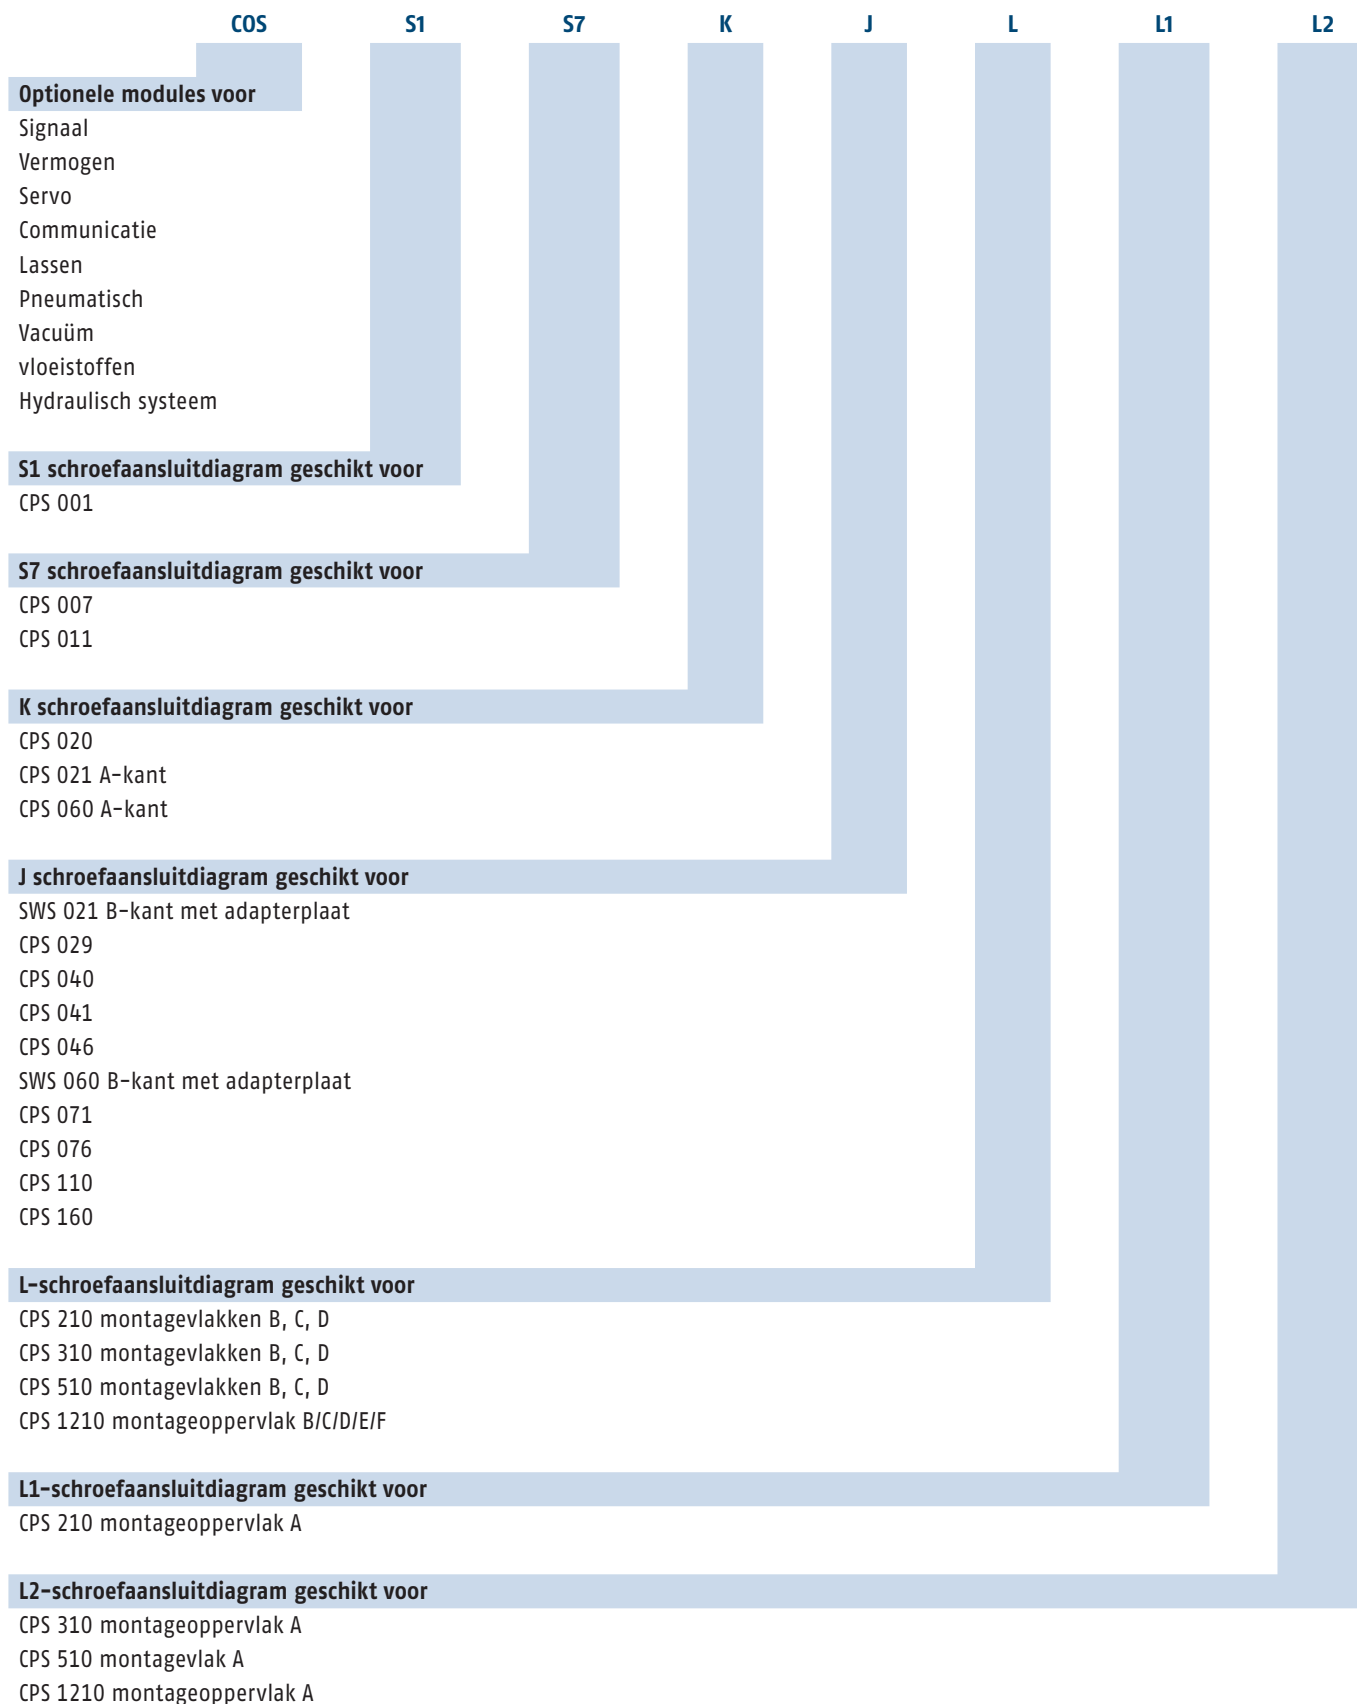 COS S1 S7 K J L L1 L2
Optionele modules voor
Signaal
Vermogen
Servo
Communicatie
Lassen
Pneumatisch
Vacuüm
vloeistoffen
Hydraulisch systeem
S1 schroefaansluitdiagram geschikt voor
CPS 001
S7 schroefaansluitdiagram geschikt voor
CPS 007
CPS 011
K schroefaansluitdiagram geschikt voor
CPS 020
CPS 021 A-kant
CPS 060 A-kant
J schroefaansluitdiagram geschikt voor
SWS 021 B-kant met adapterplaat
CPS 029
CPS 040
CPS 041
CPS 046
SWS 060 B-kant met adapterplaat
CPS 071
CPS 076
CPS 110
CPS 160
L-schroefaansluitdiagram geschikt voor
CPS 210 montagevlakken B, C, D
CPS 310 montagevlakken B, C, D
CPS 510 montagevlakken B, C, D
CPS 1210 montageoppervlak B/C/D/E/F
L1-schroefaansluitdiagram geschikt voor
CPS 210 montageoppervlak A
L2-schroefaansluitdiagram geschikt voor
CPS 310 montageoppervlak A
CPS 510 montagevlak A
CPS 1210 montageoppervlak A